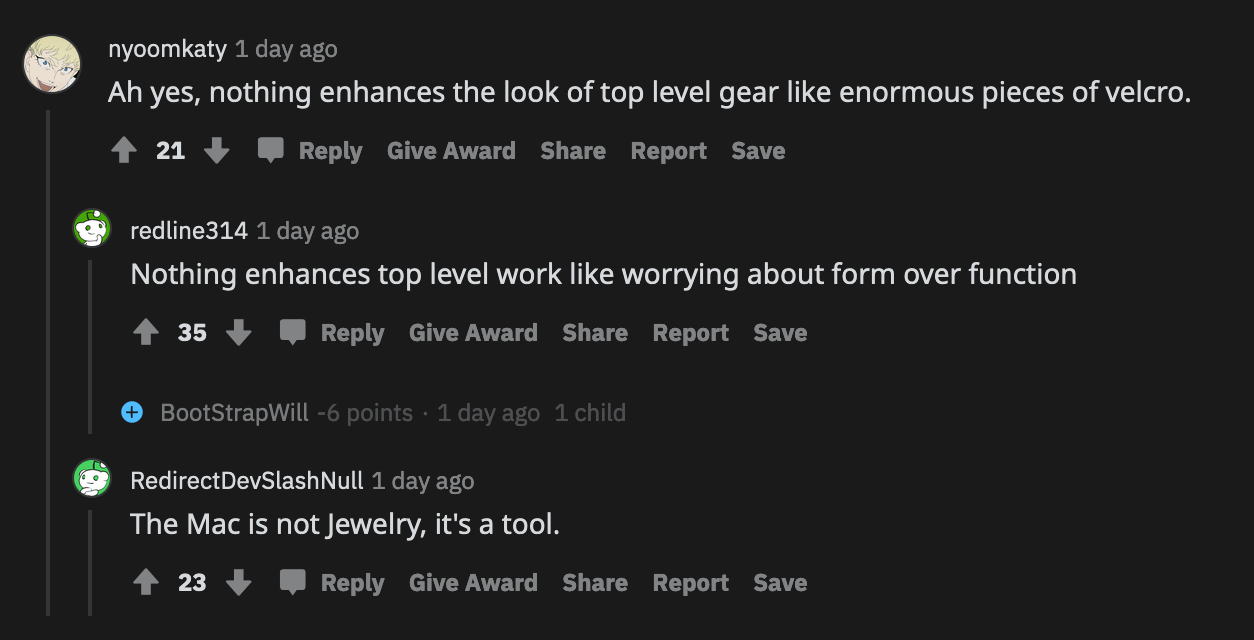 nyoomkaty 1 day ago
Ah yes, nothing enhances the look of top level gear like enormous pieces of velcro.
21 Reply Give Award Share Report Save
redline314 1 day ago
Nothing enhances top level work like worrying about form over function
35 Reply Give Award Share Report Save
BootStrapWill -6 points · 1 day ago 1 child
RedirectDevSlashNull 1 day ago
The Mac is not Jewelry, it's a tool.
23 Reply Give Award Share Report Save